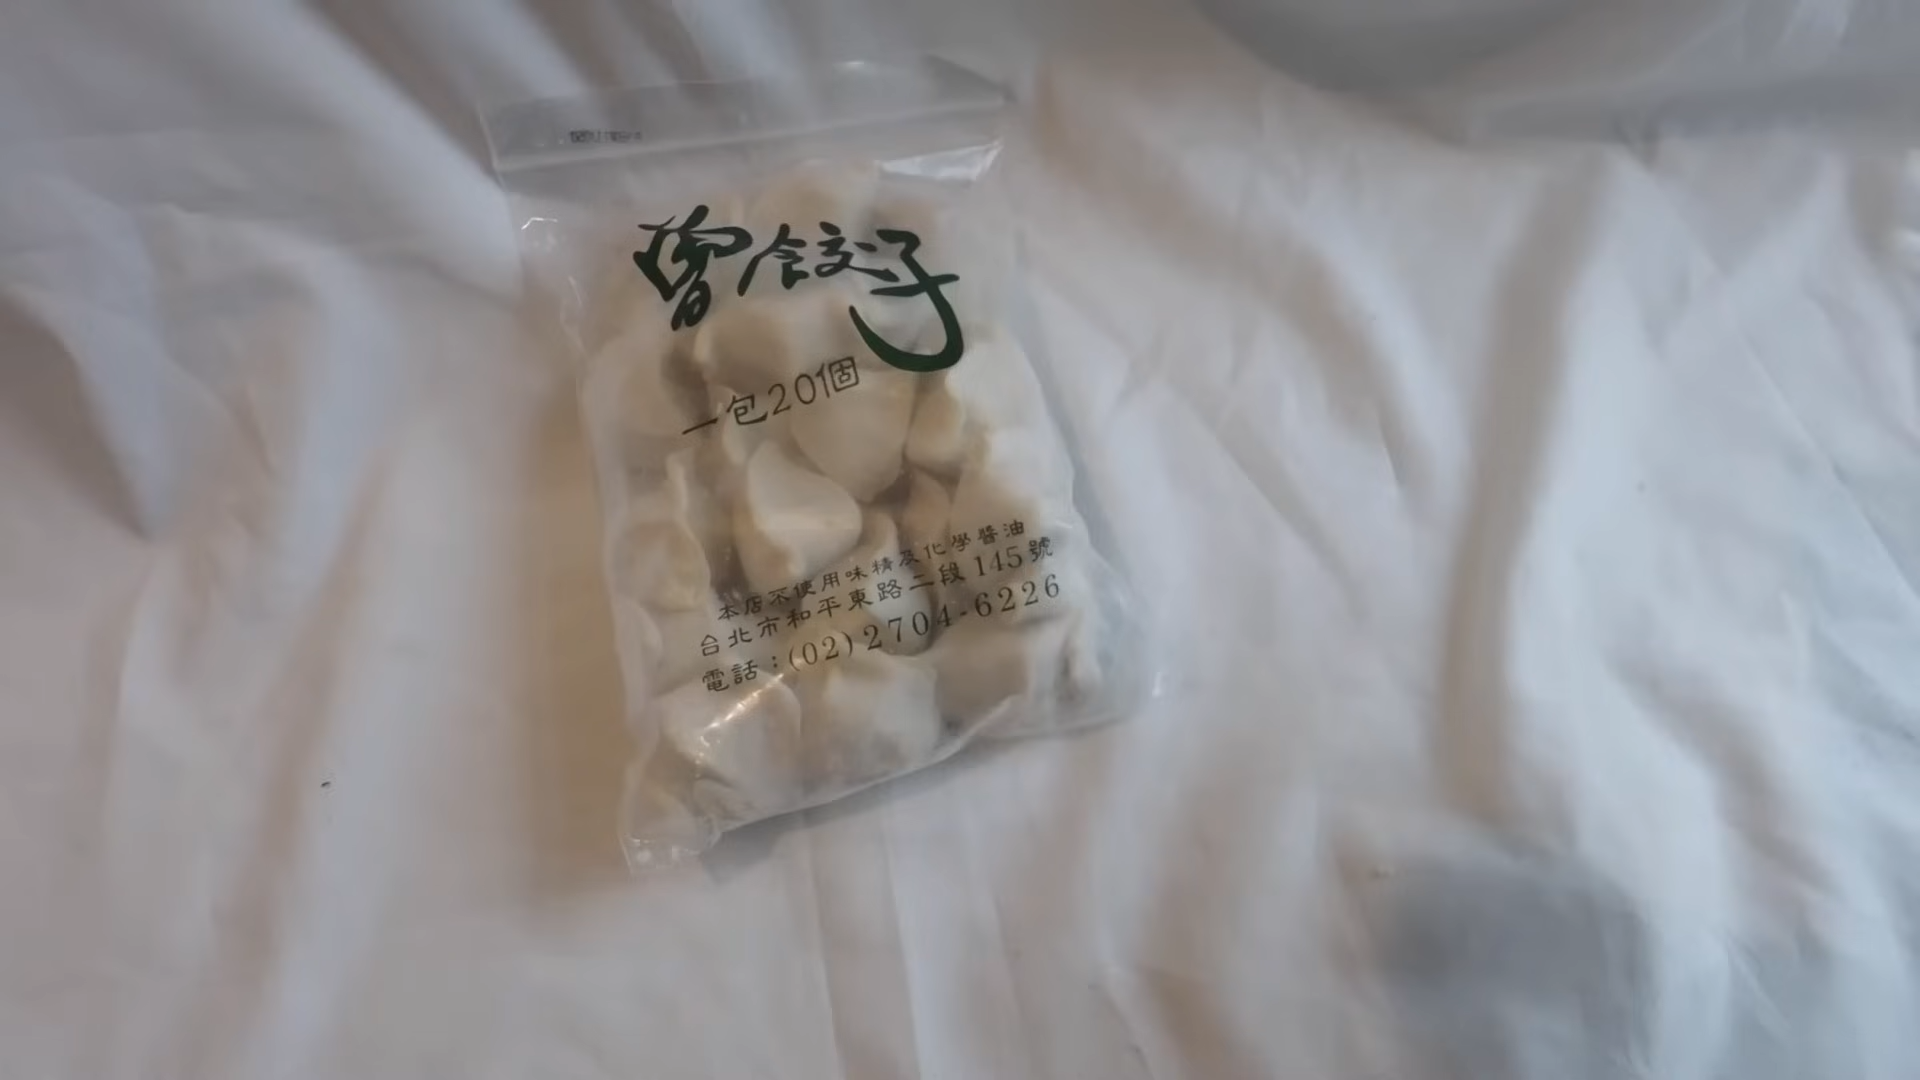 曾餃子
一包20個
本店不使用味精及化學醬油
台北市和平東路二段145號
電話：(02)2704-6226